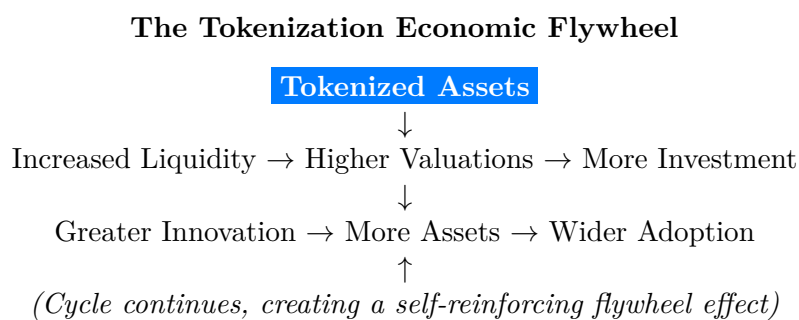 The Tokenization Economic Flywheel
Tokenized Assets
↓
Increased Liquidity → Higher Valuations → More Investment
↓
Greater Innovation → More Assets → Wider Adoption
↑
(Cycle continues, creating a self-reinforcing flywheel effect)